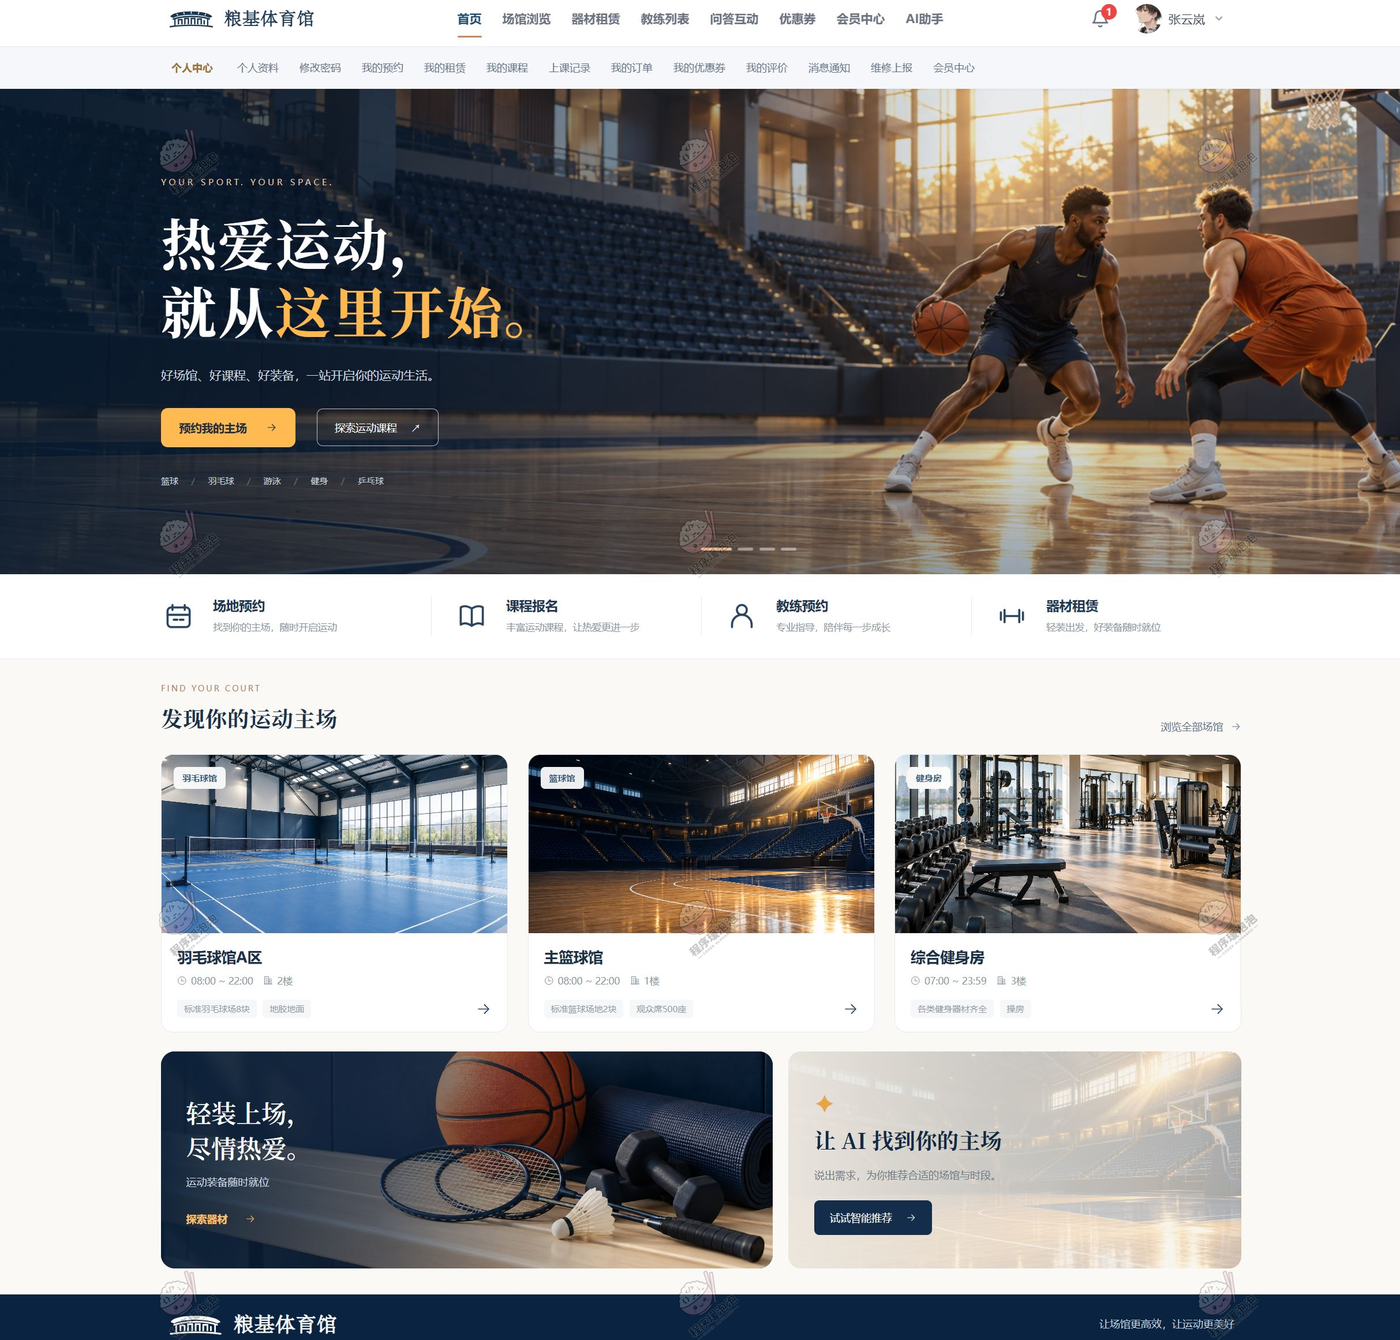 粮基体育馆
首页 场馆浏览 器材租赁 教练列表 问答互动 优惠券 会员中心 AI助手
1
张云岚
个人中心 个人资料 修改密码 我的预约 我的租赁 我的课程 上课记录 我的订单 我的优惠券 我的评价 消息通知 维修上报 会员中心
YOUR SPORT. YOUR SPACE.
热爱运动,
就从这里开始。
好场馆、好课程、好装备，一站开启你的运动生活。
预约我的主场 →
探索运动课程 ↗
篮球 / 羽毛球 / 游泳 / 健身 / 乒乓球
场地预约
找到你的主场，随时开启运动
课程报名
丰富运动课程，让热爱更进一步
教练预约
专业指导，陪伴每一步成长
器材租赁
轻装出发，好装备随时就位
FIND YOUR COURT
发现你的运动主场
浏览全部场馆 →
羽毛球馆
羽毛球馆A区
08:00 ~ 22:00 2楼
标准羽毛球场8块 地胶地面 →
篮球馆
主篮球馆
08:00 ~ 22:00 1楼
标准篮球场地2块 观众席500座 →
健身房
综合健身房
07:00 ~ 23:59 3楼
各类健身器材齐全 操房 →
轻装上场,
尽情热爱。
运动装备随时就位
探索器材 →
让 AI 找到你的主场
说出需求，为你推荐合适的场馆与时段。
试试智能推荐 →
粮基体育馆
让场馆更高效，让运动更美好